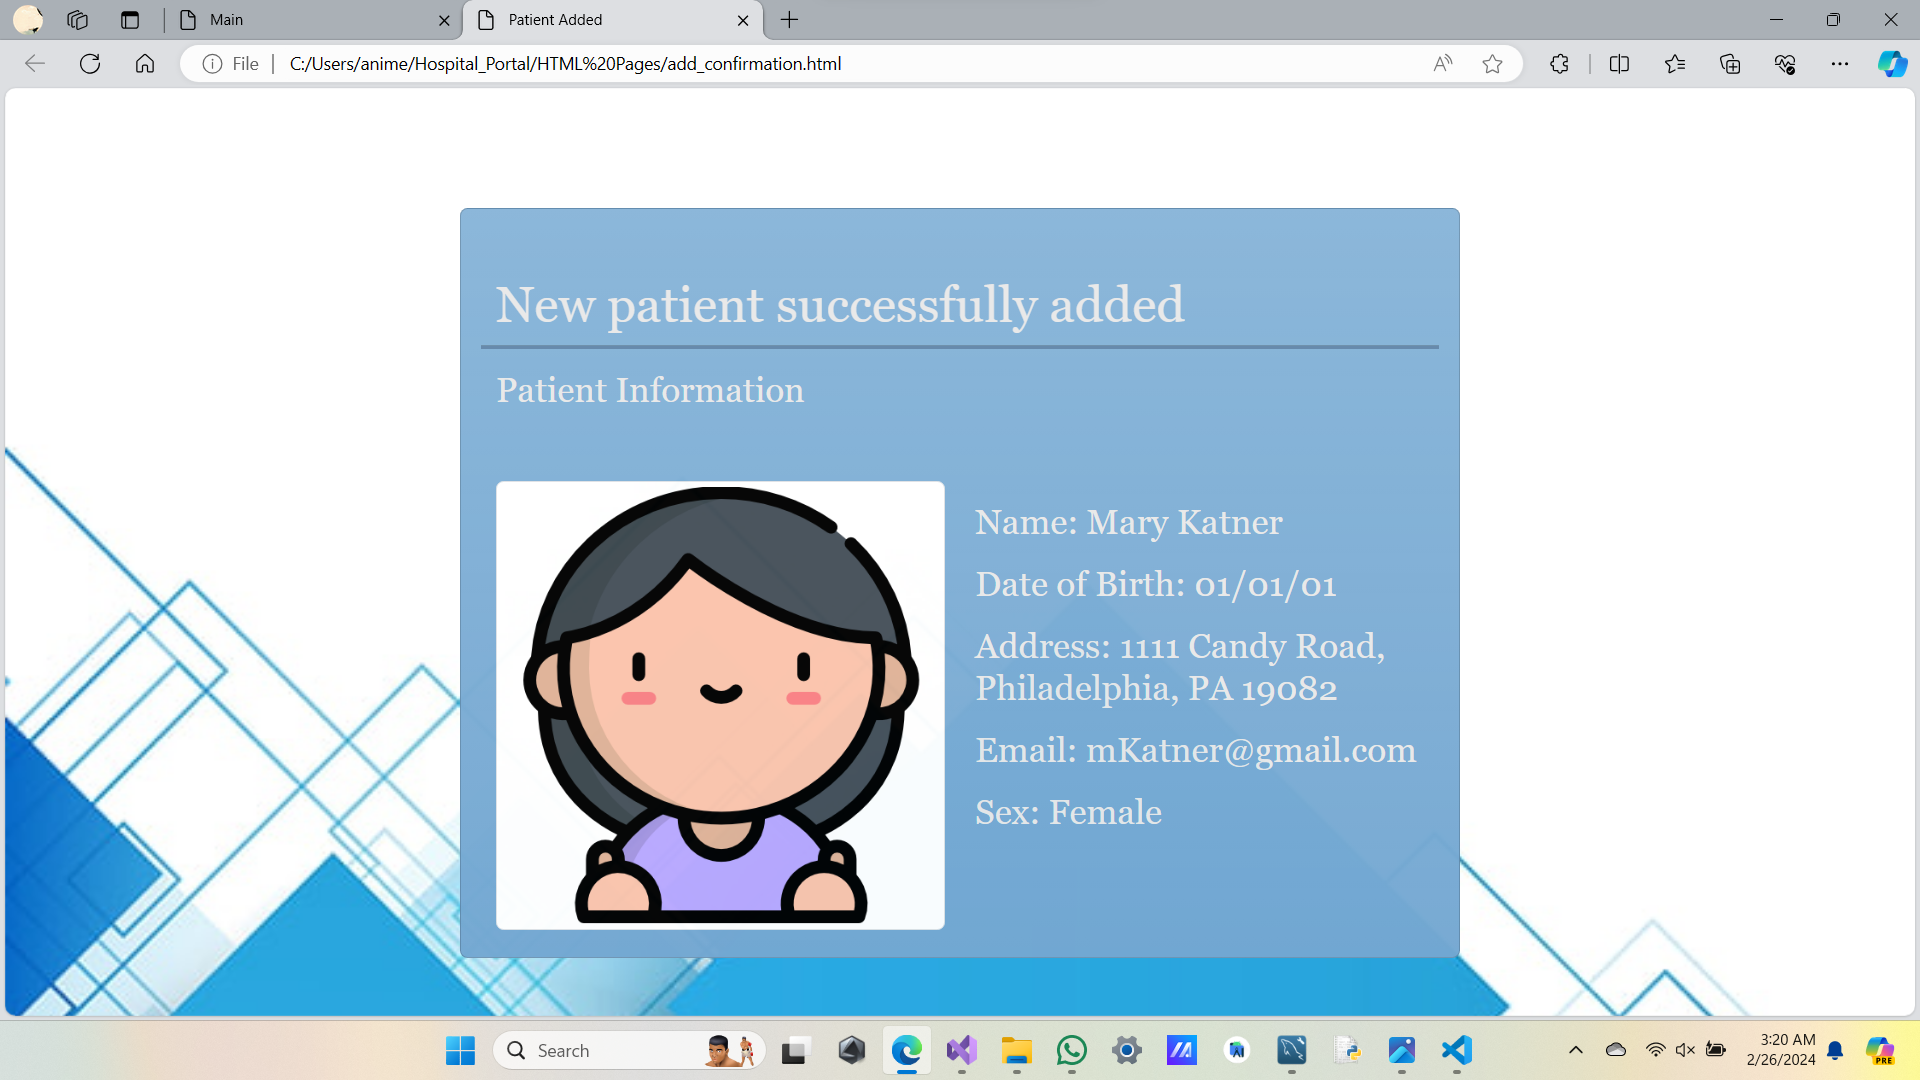 Main
Patient Added
File
C:/Users/anime/Hospital_Portal/HTML%20Pages/add_confirmation.html
New patient successfully added
Patient Information
Name: Mary Katner
Date of Birth: 01/01/01
Address: 1111 Candy Road,
Philadelphia, PA 19082
Email: mKatner@gmail.com
Sex: Female
Search
3:20 AM
2/26/2024
PRE